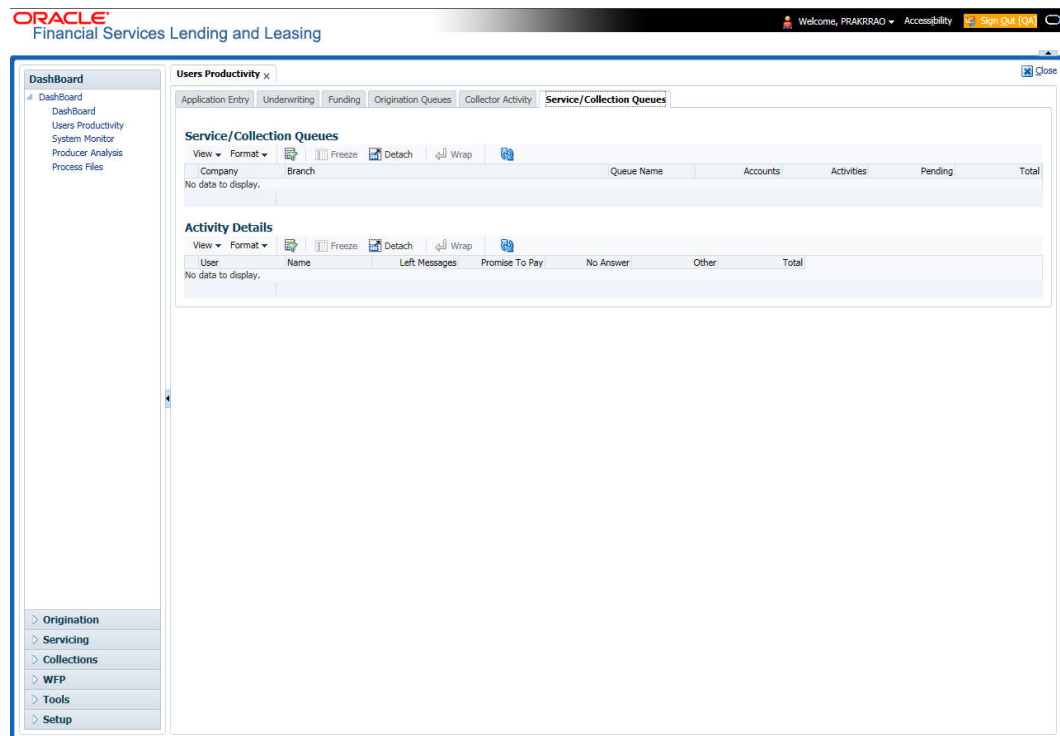 ORACLE
Financial Services Lending and Leasing
Welcome, PRAKRRAO Accessibility Sign Out [QA]
Close
DashBoard
DashBoard
DashBoard
Users Productivity
System Monitor
Producer Analysis
Process Files
Users Productivity
Application Entry Underwriting Funding Origination Queues Collector Activity Service/Collection Queues
Service/Collection Queues
View Format Freeze Detach Wrap
Company Branch Queue Name Accounts Activities Pending Total
No data to display.
Activity Details
View Format Freeze Detach Wrap
User Name Left Messages Promise To Pay No Answer Other Total
No data to display.
Origination
Servicing
Collections
WFP
Tools
Setup